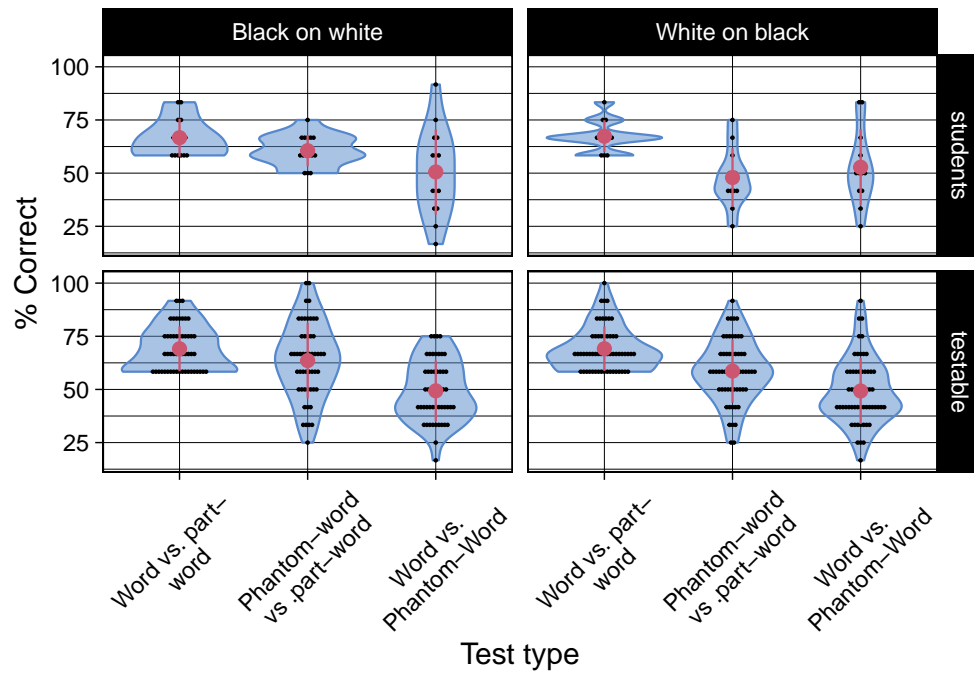 Black on white
White on black
100
75
50
25
students
100
75
50
25
testable
% Correct
Word vs. part–
word
Phantom–word
vs .part–word
Word vs.
Phantom–Word
Word vs. part–
word
Phantom–word
vs .part–word
Word vs.
Phantom–Word
Test type